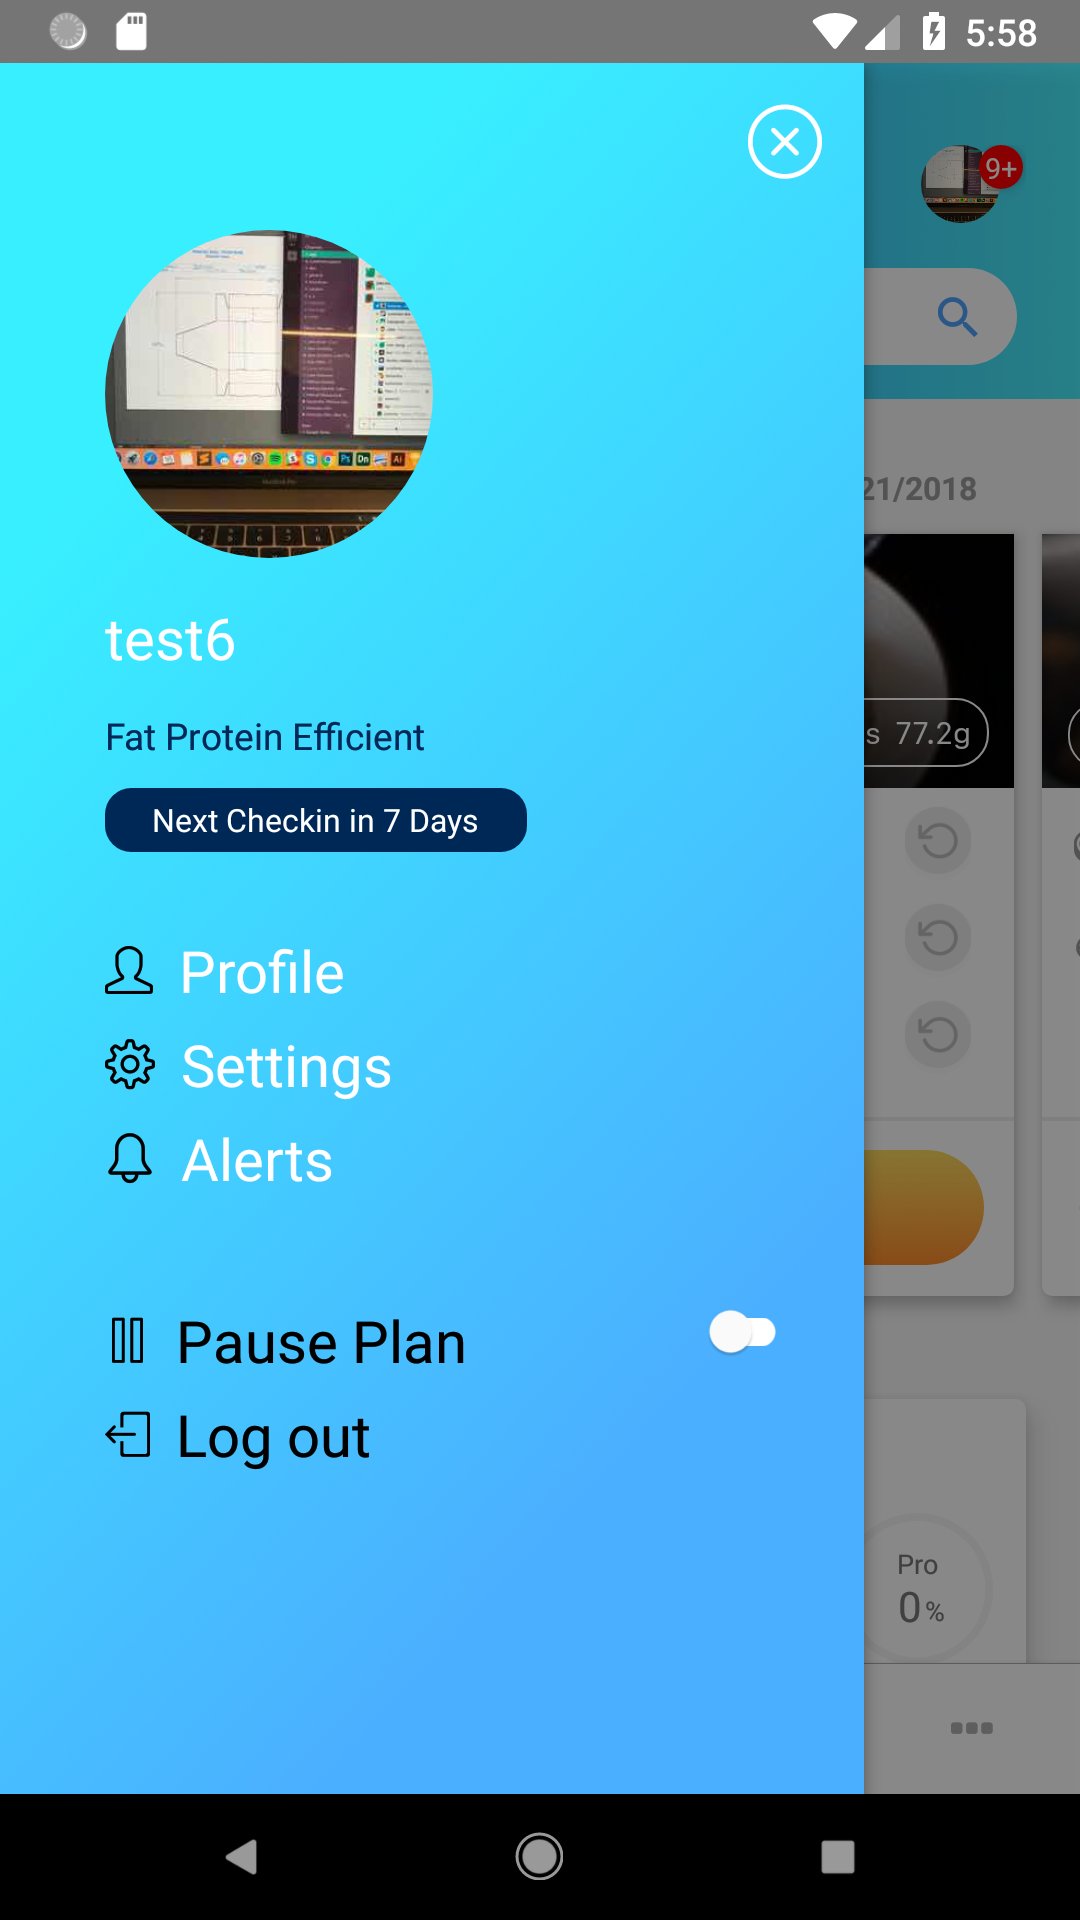 5:58
9+
21/2018
test6
Fat Protein Efficient
s 77.2g
Next Checkin in 7 Days
Profile
Settings
Alerts
Pause Plan
Log out
Pro
0%